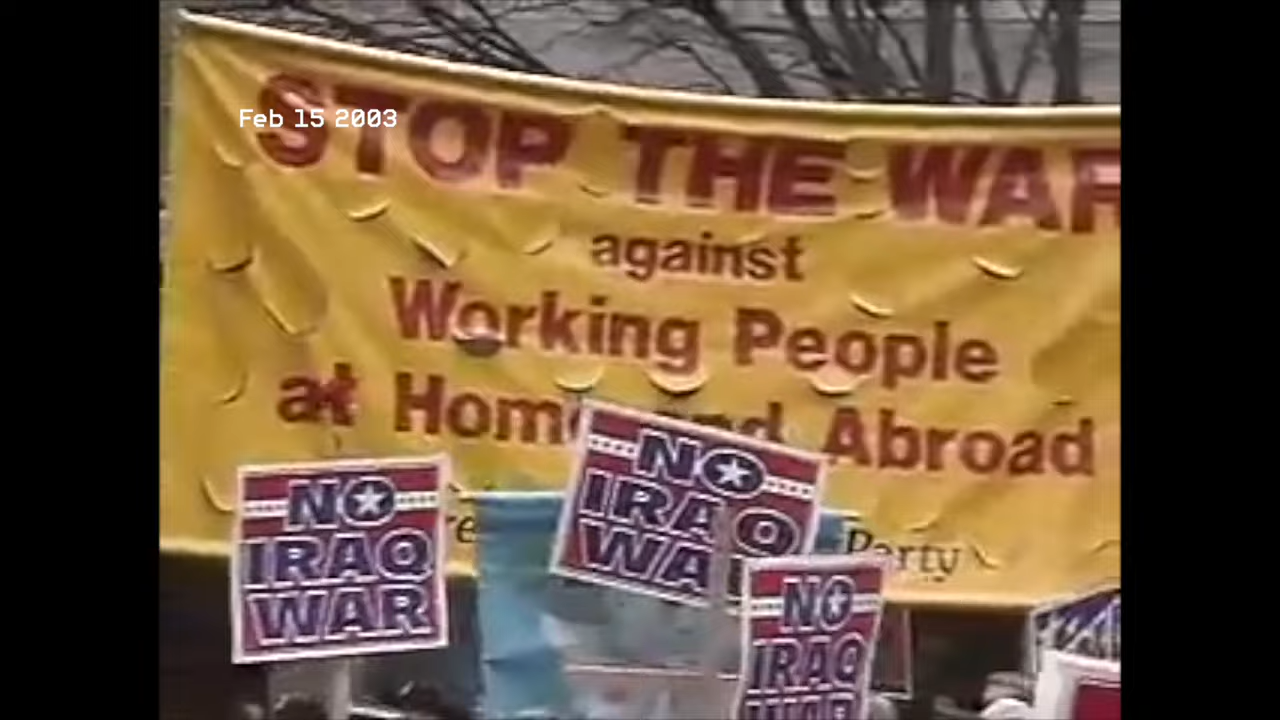 Feb 15 2003
STOP THE WAR
against
Working People
at Home and Abroad
Party
NO
IRAQ
WAR
NO
IRAQ
WAR
NO
IRAQ
WAR